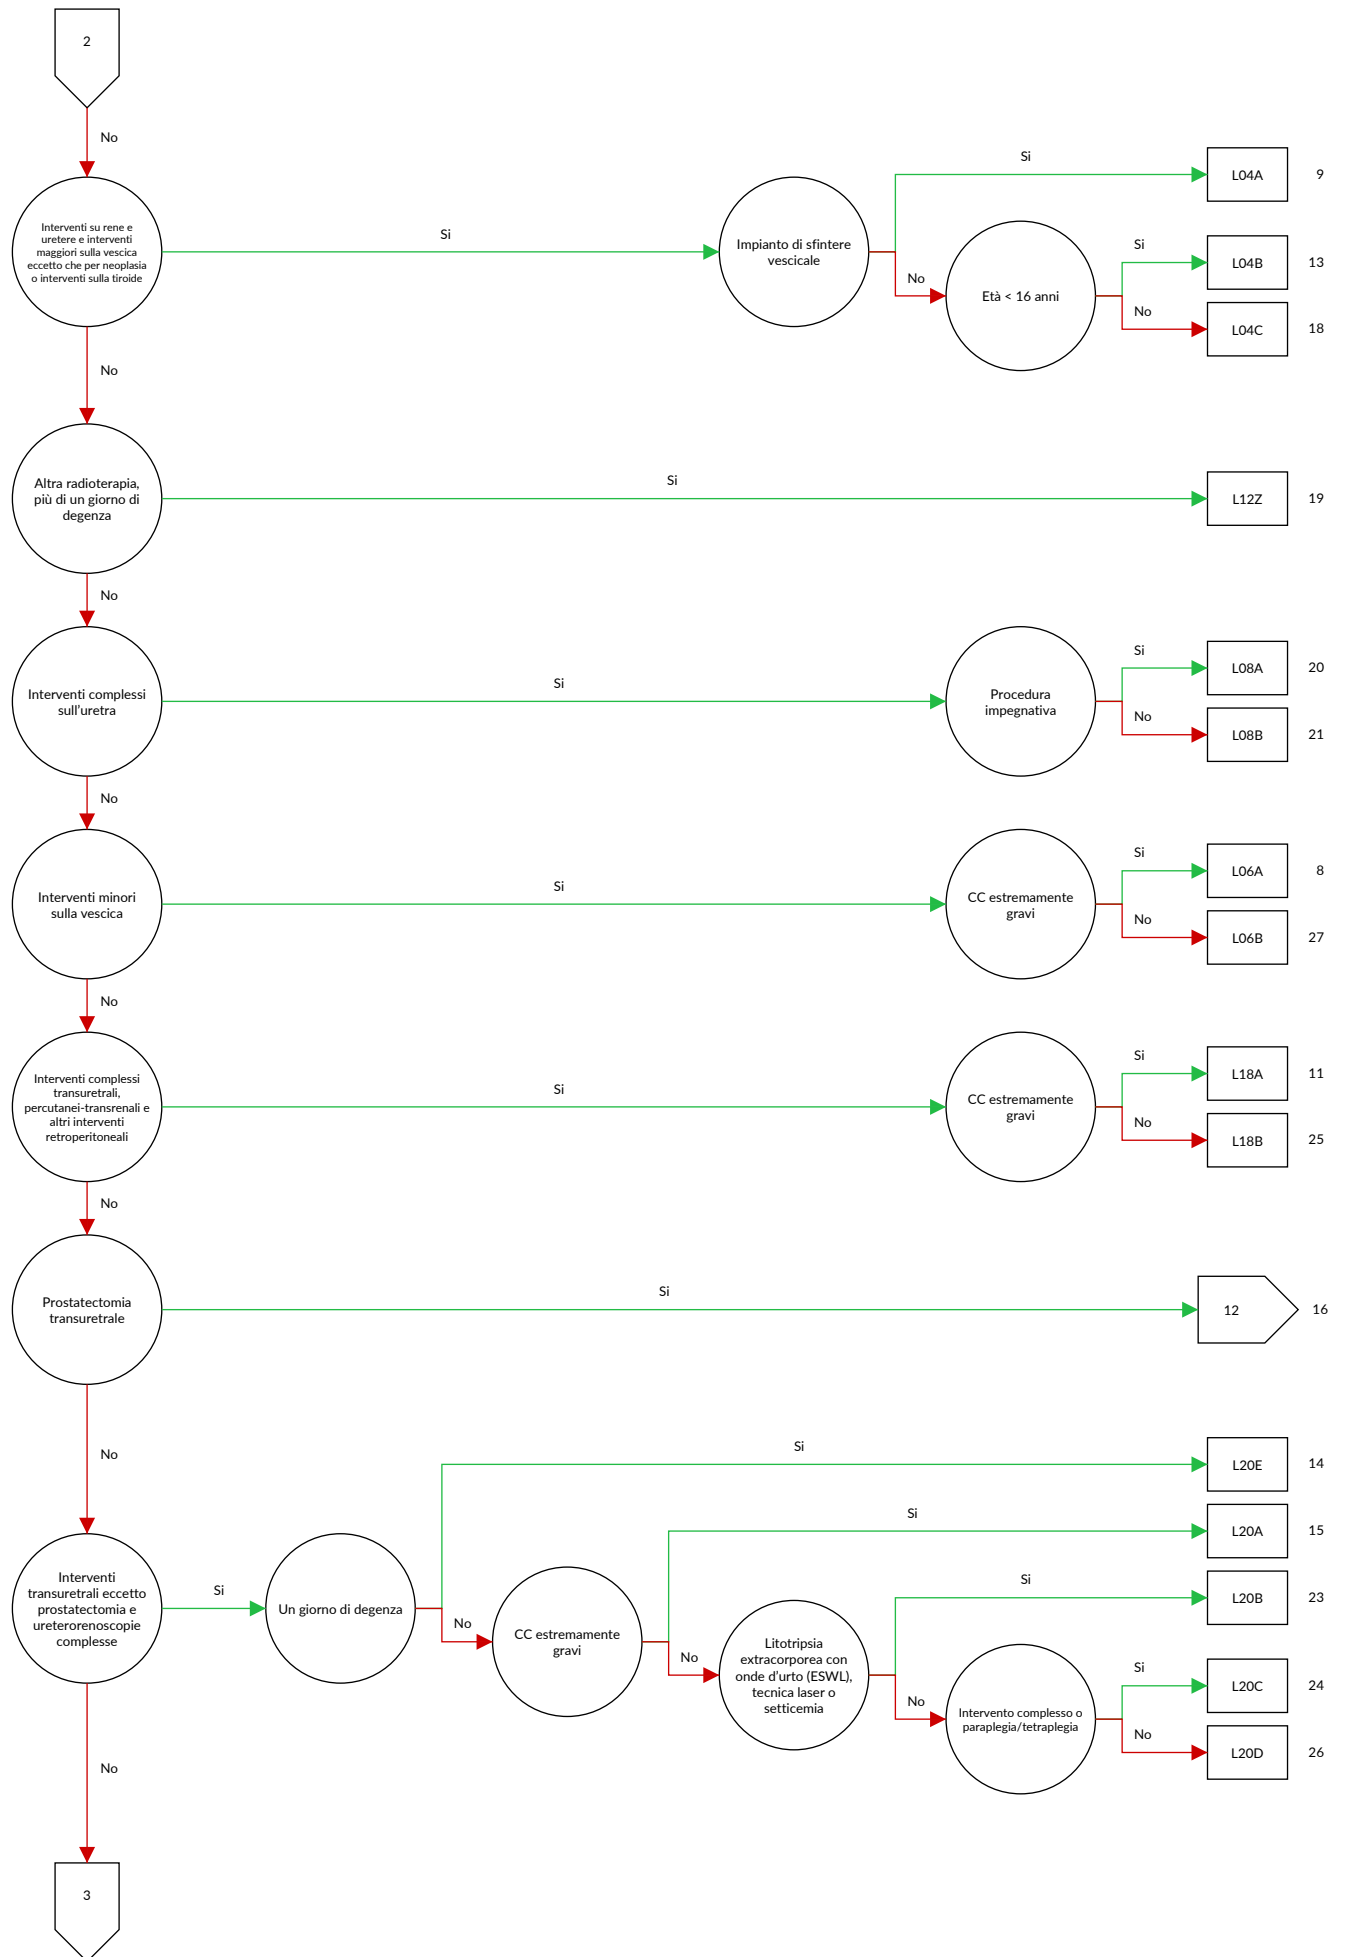 2
No
Interventi su rene e
uretere e interventi
maggiori sulla vescica
eccetto che per neoplasia
o interventi sulla tiroide
Si
Impianto di sfintere
vescicale
Si
L04A
9
No
Età < 16 anni
Si
L04B
13
No
L04C
18
No
Altra radioterapia,
più di un giorno di
degenza
Si
L12Z
19
No
Interventi complessi
sull'uretra
Si
Procedura
impegnativa
Si
L08A
20
No
L08B
21
No
Interventi minori
sulla vescica
Si
CC estremamente
gravi
Si
L06A
8
No
L06B
27
No
Interventi complessi
transuretrali,
percutanei-transrenali e
altri interventi
retroperitoneali
Si
CC estremamente
gravi
Si
L18A
11
No
L18B
25
No
Prostatectomia
transuretrale
Si
12
16
No
Interventi
transuretrali eccetto
prostatectomia e
ureterorenoscopie
complesse
Si
Un giorno di degenza
Si
L20E
14
No
CC estremamente
gravi
Si
L20A
15
No
Litotripsia
extracorporea con
onde d'urto (ESWL),
tecnica laser o
setticemia
Si
L20B
23
No
Intervento complesso o
paraplegia/tetraplegia
Si
L20C
24
No
L20D
26
No
3